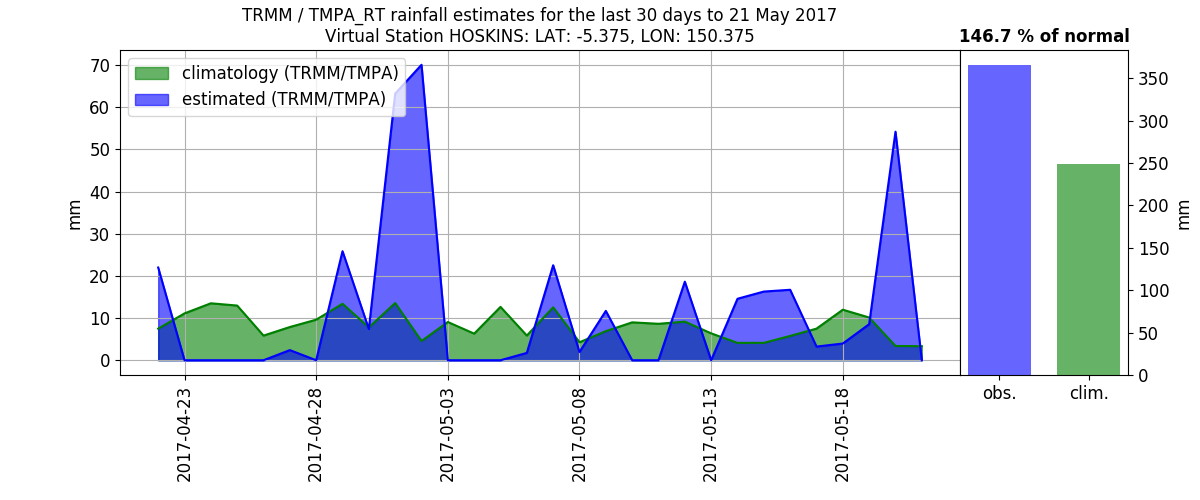 TRMM / TMPA_RT rainfall estimates for the last 30 days to 21 May 2017
Virtual Station HOSKINS: LAT: -5.375, LON: 150.375
146.7 % of normal
climatology (TRMM/TMPA)
estimated (TRMM/TMPA)
70
60
50
40
30
20
10
0
mm
2017-04-23
2017-04-28
2017-05-03
2017-05-08
2017-05-13
2017-05-18
350
300
250
200
150
100
50
0
mm
obs.
clim.